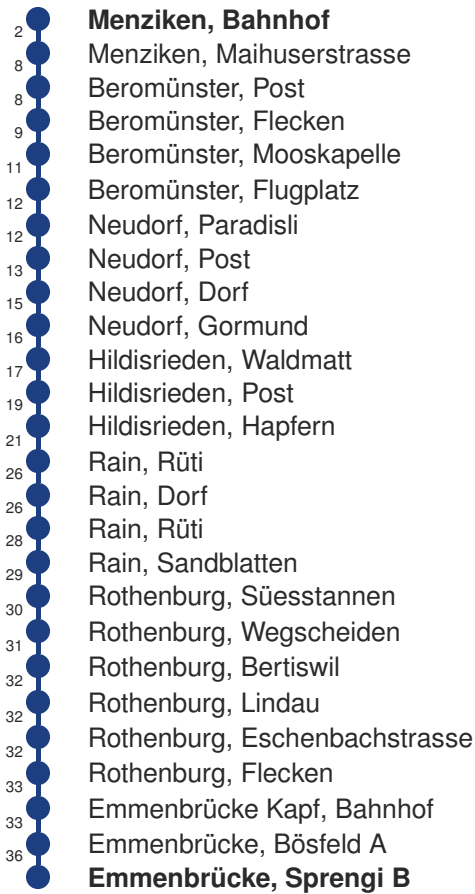 Menziken, Bahnhof
2
Menziken, Maihuserstrasse
8
Beromünster, Post
8
Beromünster, Flecken
9
Beromünster, Mooskapelle
11
Beromünster, Flugplatz
12
Neudorf, Paradisli
12
Neudorf, Post
13
Neudorf, Dorf
15
Neudorf, Gormund
16
Hildisrieden, Waldmatt
17
Hildisrieden, Post
19
Hildisrieden, Hapfern
21
Rain, Rüti
26
Rain, Dorf
26
Rain, Rüti
28
Rain, Sandblatten
29
Rothenburg, Süesstannen
30
Rothenburg, Wegscheiden
31
Rothenburg, Bertiswil
32
Rothenburg, Lindau
32
Rothenburg, Eschenbachstrasse
32
Rothenburg, Flecken
33
Emmenbrücke Kapf, Bahnhof
33
Emmenbrücke, Bösfeld A
36
Emmenbrücke, Sprengi B